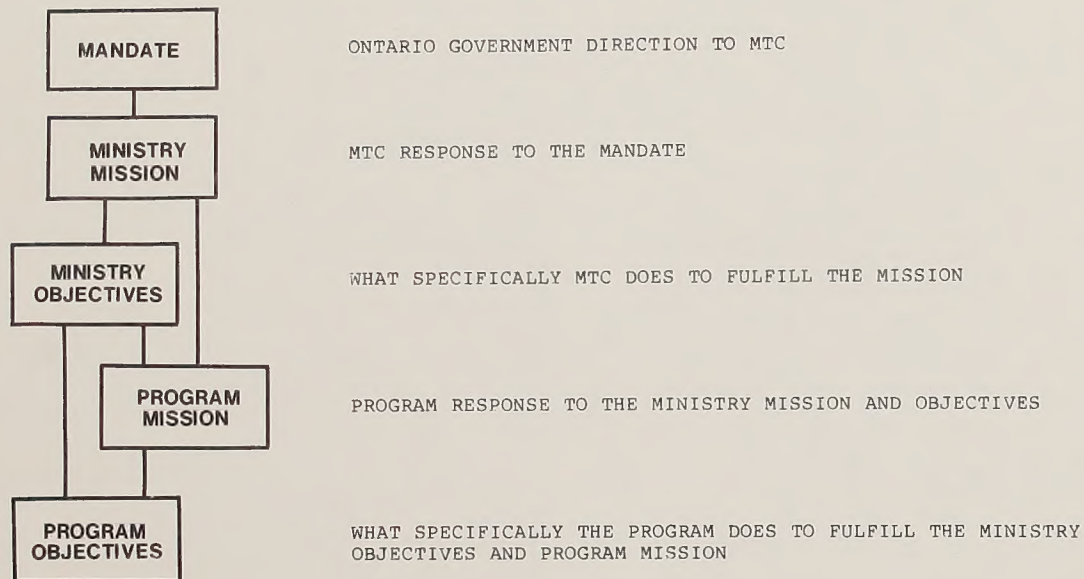 MANDATE
ONTARIO GOVERNMENT DIRECTION TO MTC
MINISTRY
MISSION
MTC RESPONSE TO THE MANDATE
MINISTRY
OBJECTIVES
WHAT SPECIFICALLY MTC DOES TO FULFILL THE MISSION
PROGRAM
MISSION
PROGRAM RESPONSE TO THE MINISTRY MISSION AND OBJECTIVES
PROGRAM
OBJECTIVES
WHAT SPECIFICALLY THE PROGRAM DOES TO FULFILL THE MINISTRY
OBJECTIVES AND PROGRAM MISSION